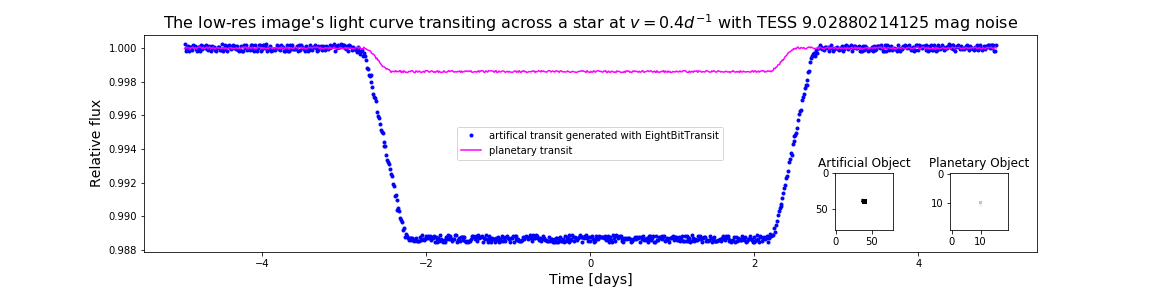 The low-res image's light curve transiting across a star at v = 0.4d⁻¹ with TESS 9.02880214125 mag noise
1.000
0.998
0.996
0.994
0.992
0.990
0.988
Relative flux
artifical transit generated with EightBitTransit
planetary transit
Artificial Object
0
50
0 50
Planetary Object
0
10
0 10
−4 −2 0 2 4
Time [days]